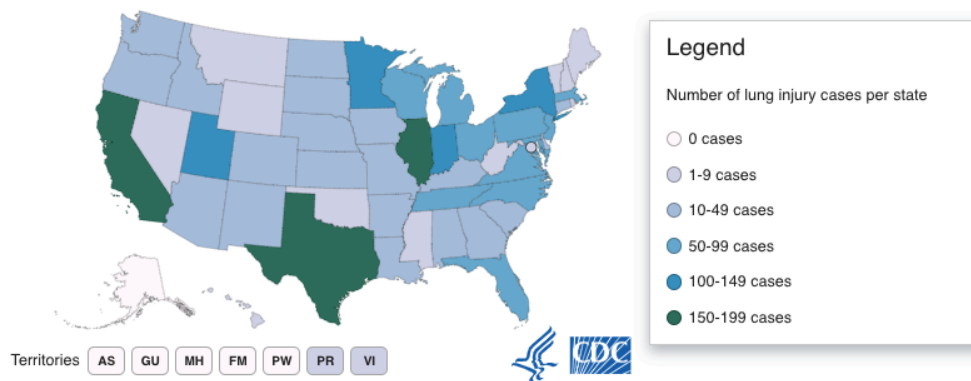 Legend
Number of lung injury cases per state
0 cases
1-9 cases
10-49 cases
50-99 cases
100-149 cases
150-199 cases
Territories AS GU MH FM PW PR VI
CDC